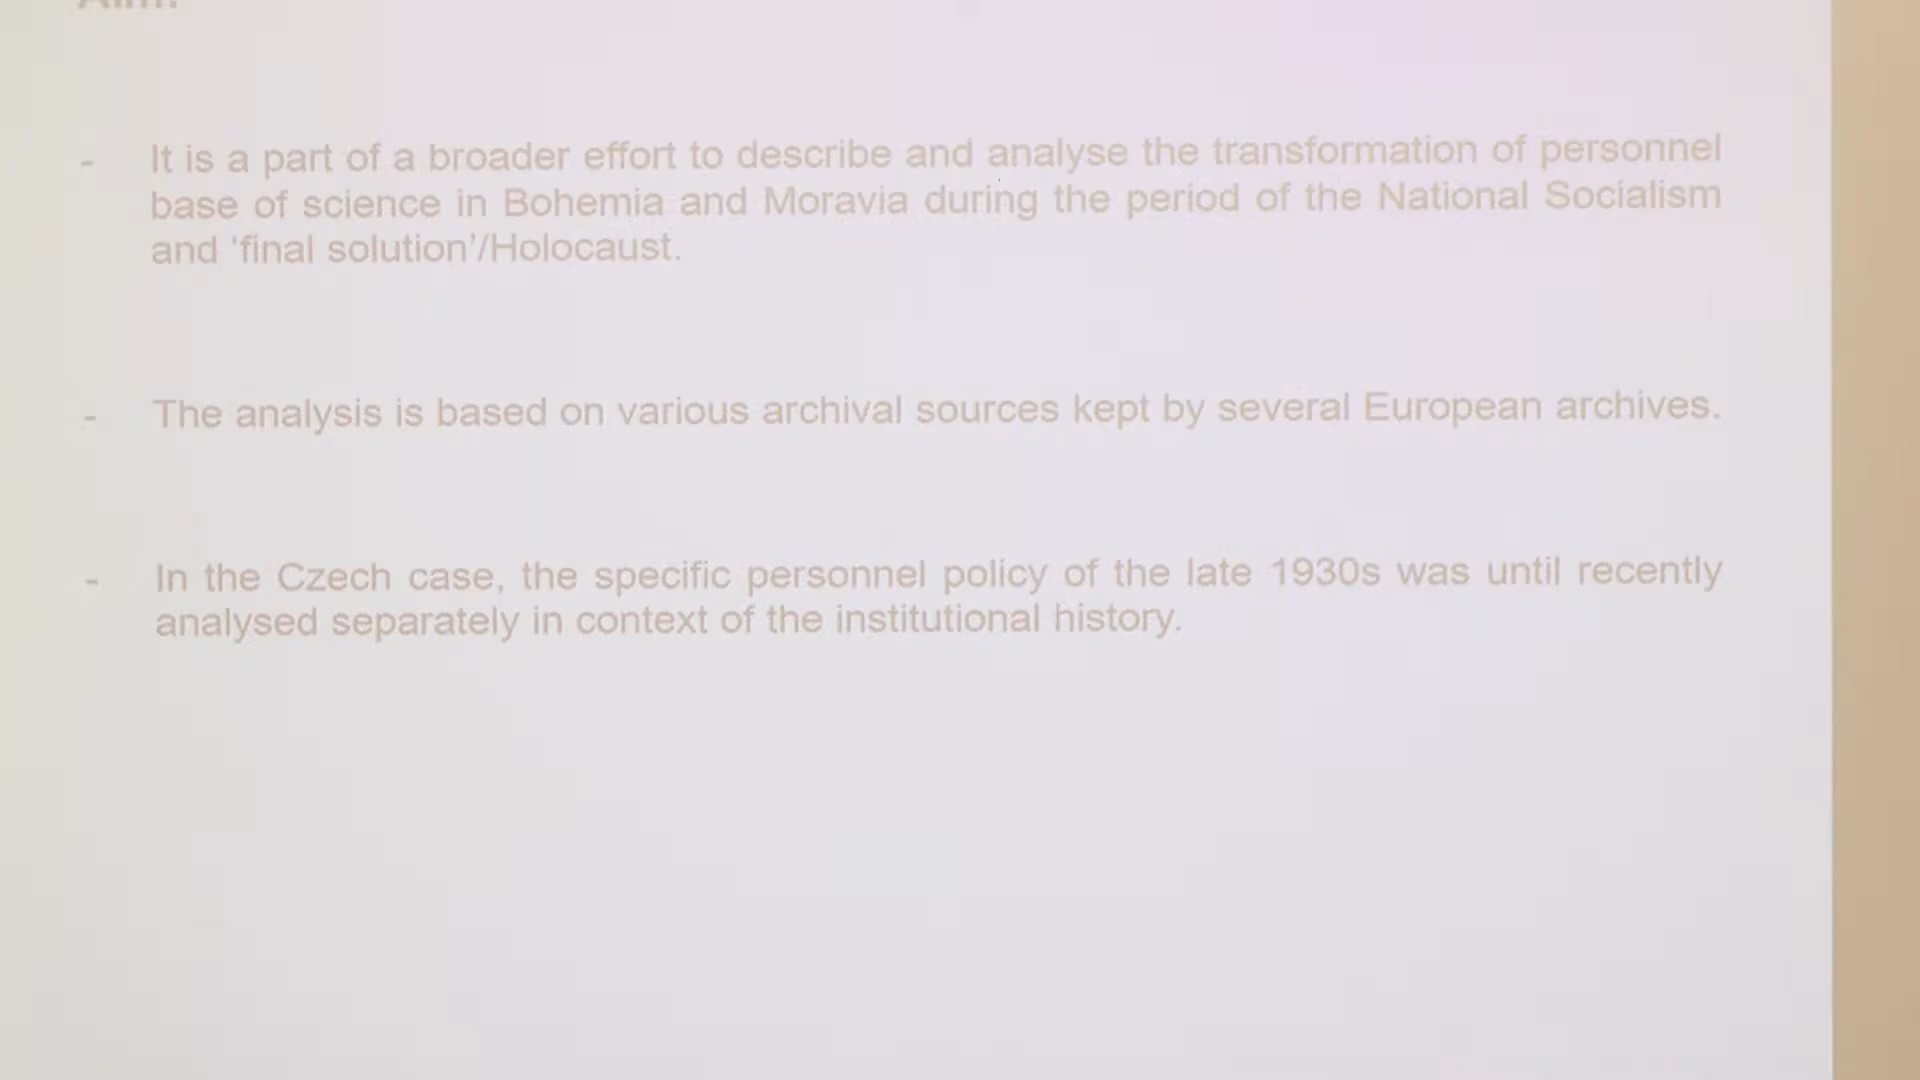 Aim:
- It is a part of a broader effort to describe and analyse the transformation of personnel
base of science in Bohemia and Moravia during the period of the National Socialism
and ‘final solution’/Holocaust.
- The analysis is based on various archival sources kept by several European archives.
- In the Czech case, the specific personnel policy of the late 1930s was until recently
analysed separately in context of the institutional history.